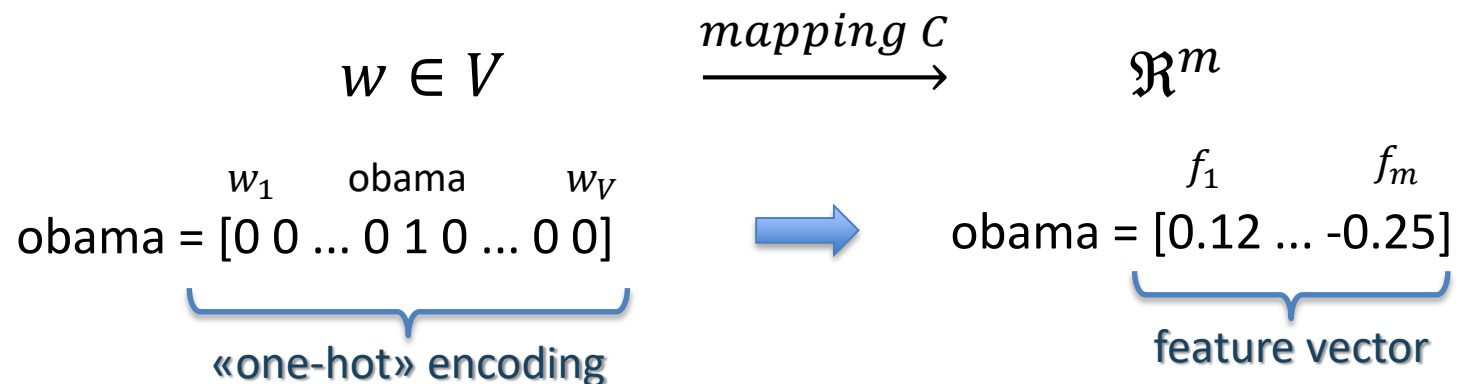 w ∈ V mapping C ℜ^m
w_1 obama w_V f_1 f_m
obama = [0 0 ... 0 1 0 ... 0 0] obama = [0.12 ... -0.25]
«one-hot» encoding feature vector